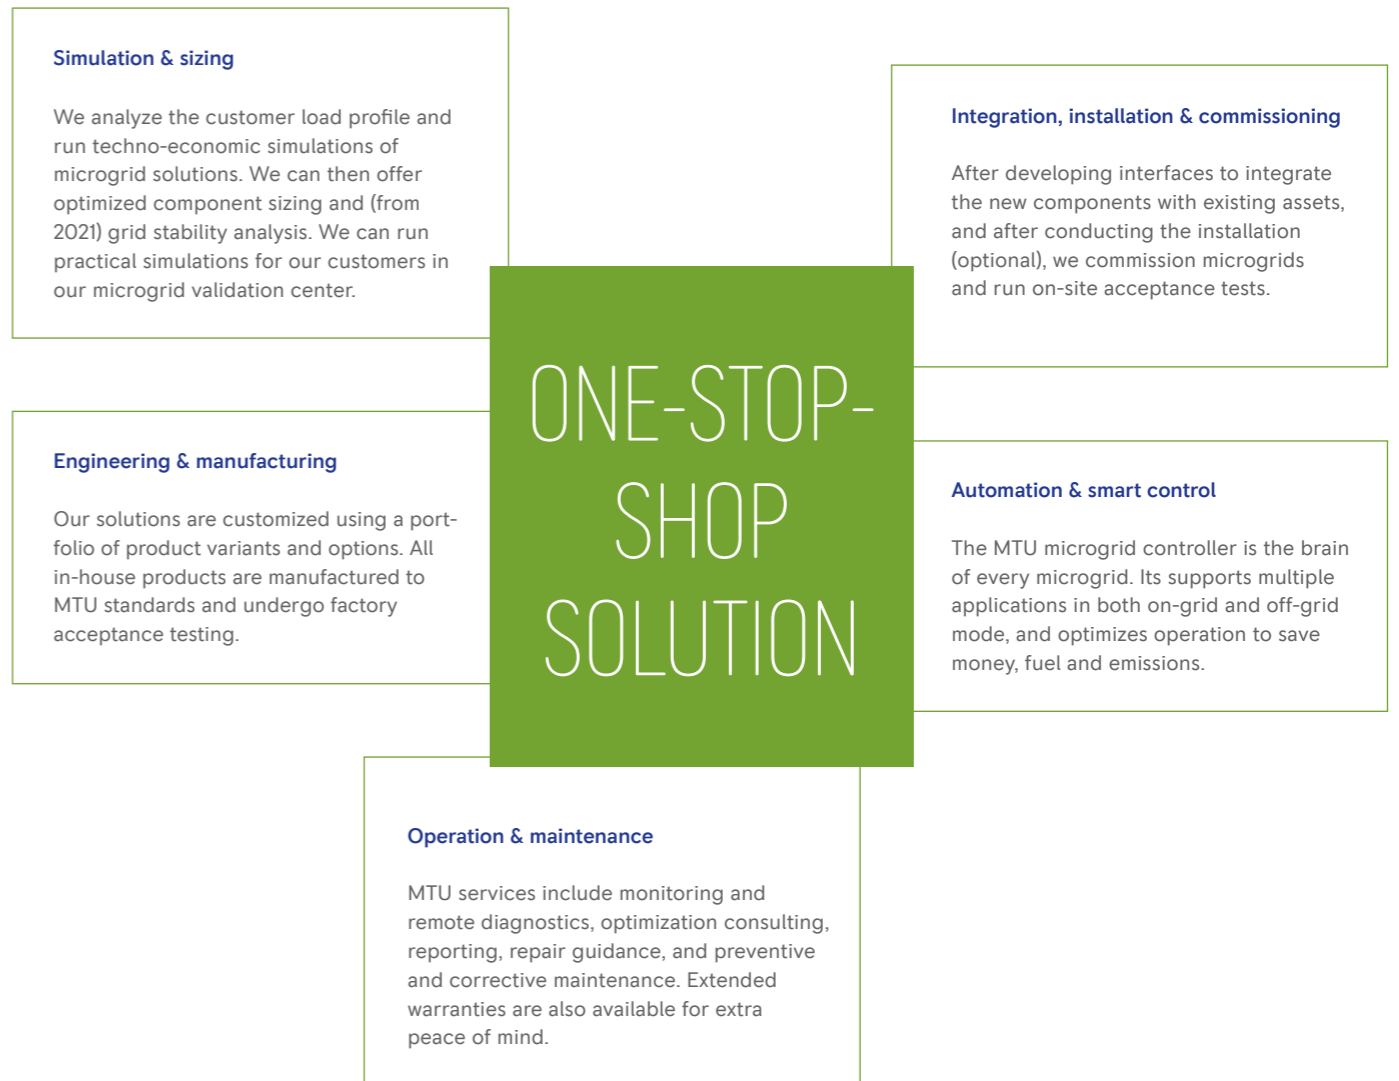 Simulation & sizing
We analyze the customer load profile and
run techno-economic simulations of
microgrid solutions. We can then offer
optimized component sizing and (from
2021) grid stability analysis. We can run
practical simulations for our customers in
our microgrid validation center.
Engineering & manufacturing
Our solutions are customized using a port-
folio of product variants and options. All
in-house products are manufactured to
MTU standards and undergo factory
acceptance testing.
ONE-STOP-
SHOP
SOLUTION
Integration, installation & commissioning
After developing interfaces to integrate
the new components with existing assets,
and after conducting the installation
(optional), we commission microgrids
and run on-site acceptance tests.
Automation & smart control
The MTU microgrid controller is the brain
of every microgrid. Its supports multiple
applications in both on-grid and off-grid
mode, and optimizes operation to save
money, fuel and emissions.
Operation & maintenance
MTU services include monitoring and
remote diagnostics, optimization consulting,
reporting, repair guidance, and preventive
and corrective maintenance. Extended
warranties are also available for extra
peace of mind.